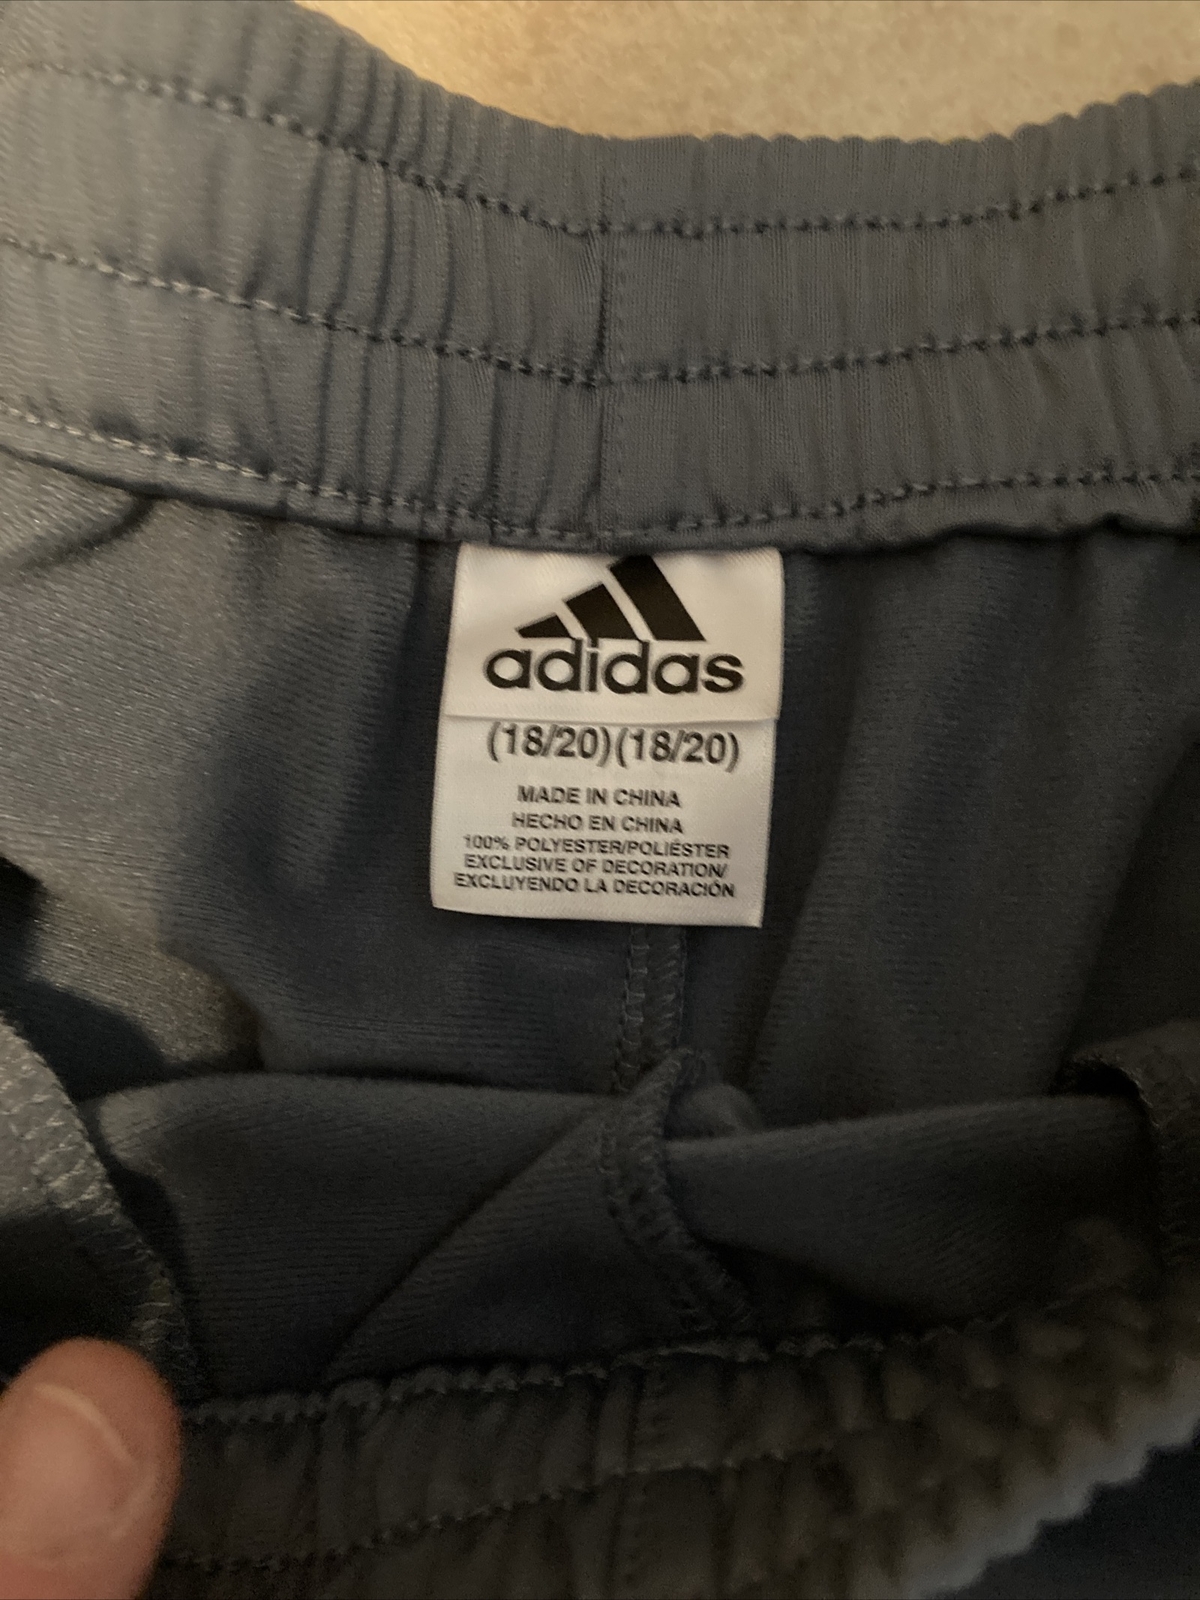 adidas
(18/20)(18/20)
MADE IN CHINA
HECHO EN CHINA
100% POLYESTER/POLIÉSTER
EXCLUSIVE OF DECORATION/
EXCLUYENDO LA DECORACIÓN